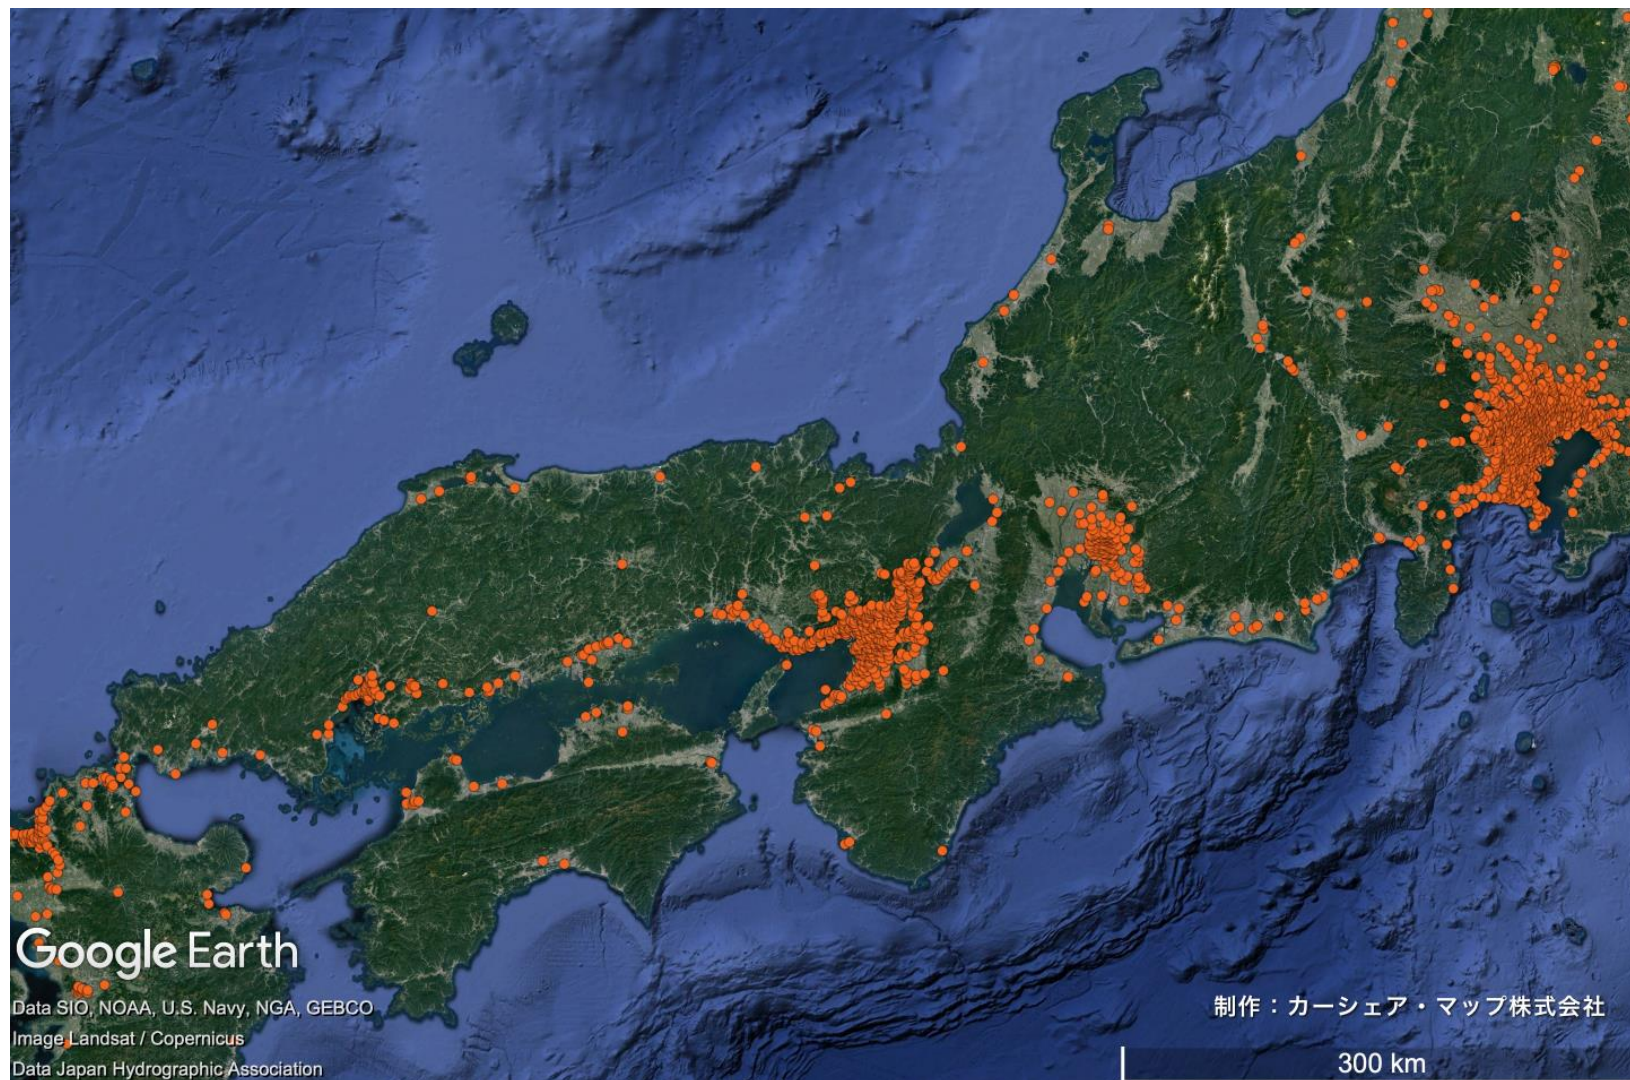 Google Earth
Data SIO, NOAA, U.S. Navy, NGA, GEBCO
Image Landsat / Copernicus
Data Japan Hydrographic Association
制作：カーシェア・マップ株式会社
300 km